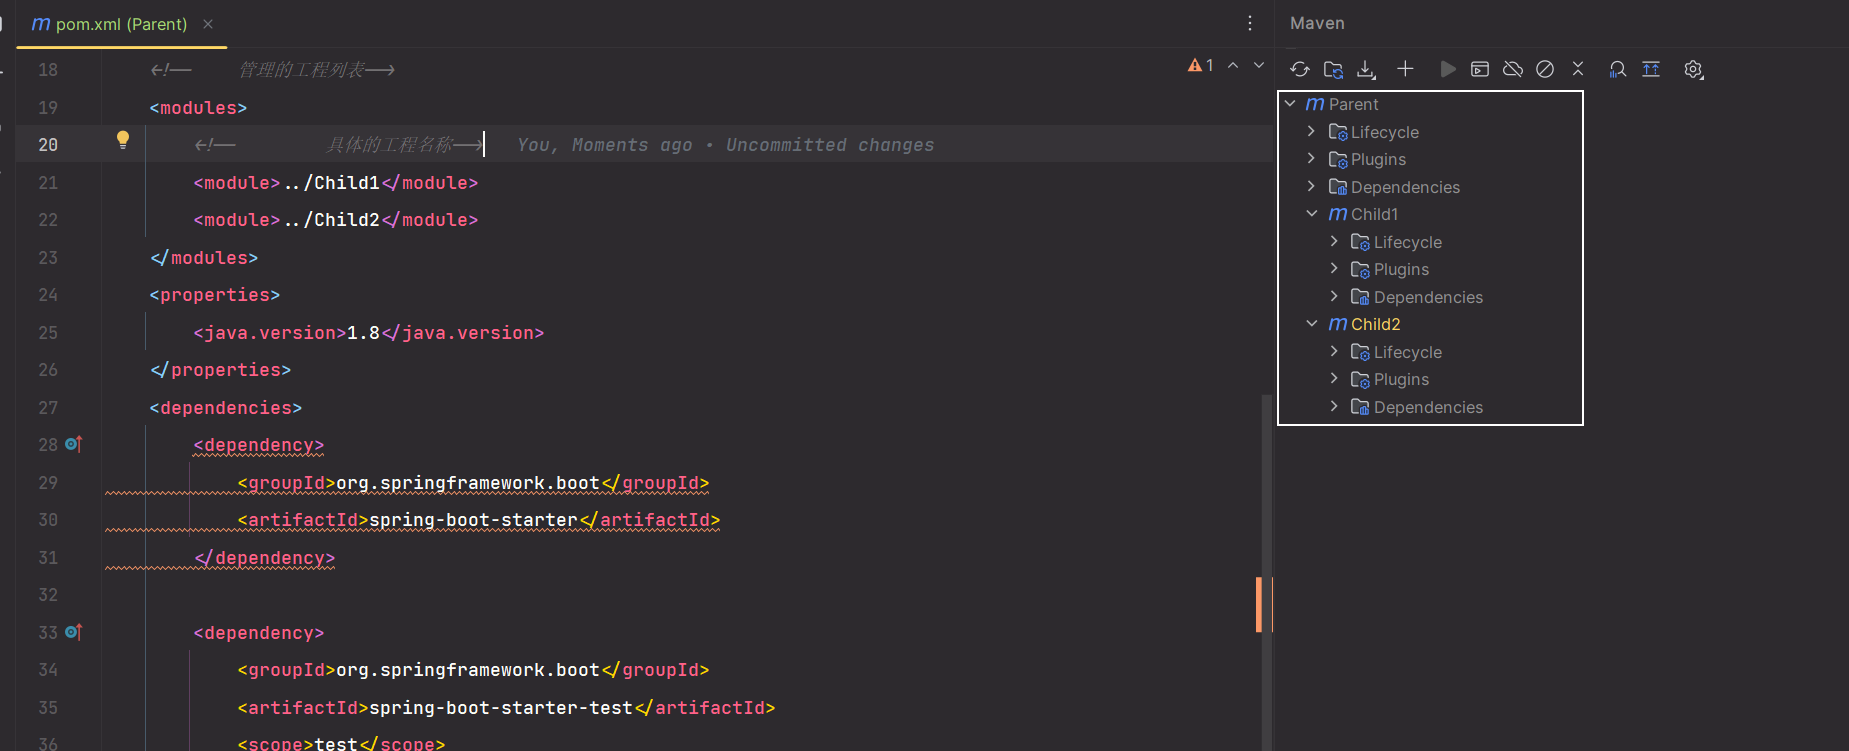 pom.xml (Parent)
18 <!-- 管理的工程列表-->
19 <modules>
20 <!-- 具体的工程名称--> You, Moments ago • Uncommitted changes
21 <module>../Child1</module>
22 <module>../Child2</module>
23 </modules>
24 <properties>
25 <java.version>1.8</java.version>
26 </properties>
27 <dependencies>
28 <dependency>
29 <groupId>org.springframework.boot</groupId>
30 <artifactId>spring-boot-starter</artifactId>
31 </dependency>
32
33 <dependency>
34 <groupId>org.springframework.boot</groupId>
35 <artifactId>spring-boot-starter-test</artifactId>
36 <scope>test</scope>
1
Maven
Parent
Lifecycle
Plugins
Dependencies
Child1
Lifecycle
Plugins
Dependencies
Child2
Lifecycle
Plugins
Dependencies